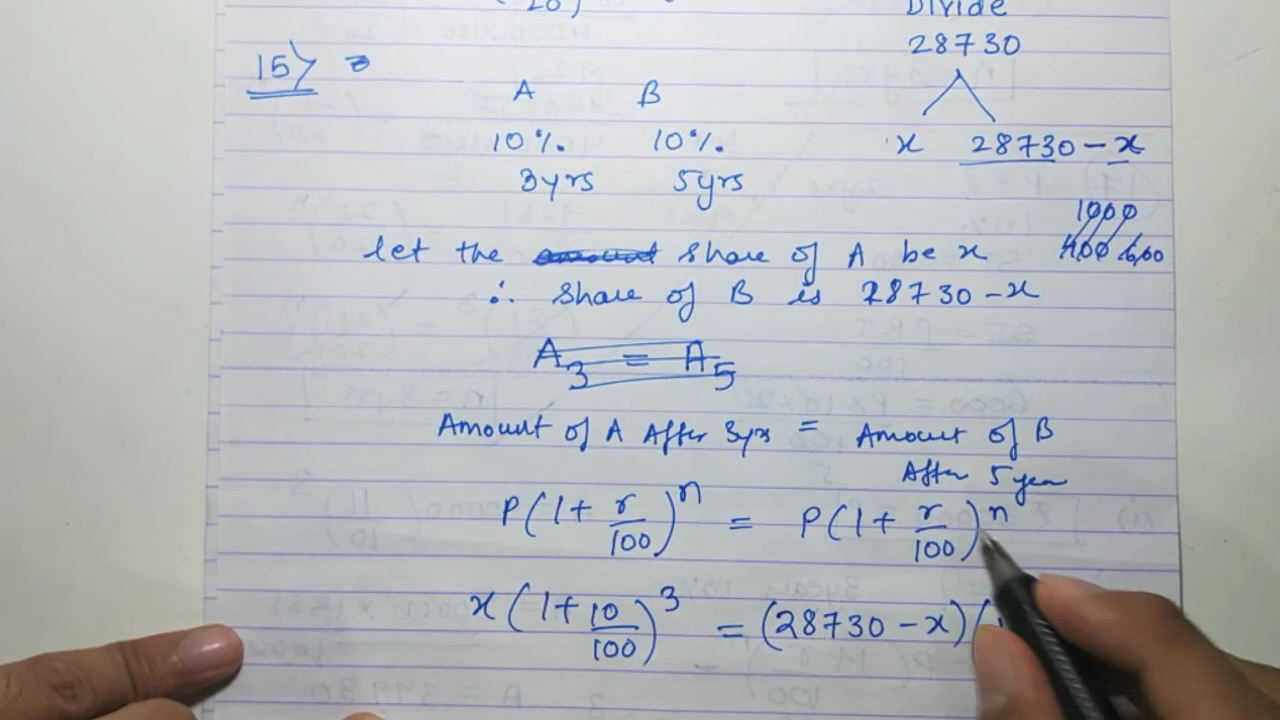 Divide
28730
15) ⇒
A B
10% 10%
3yrs 5yrs
x 28730 - x
1000
400 600
let the amount share of A be x
∴ Share of B is 28730 - x
A₃ = A₅
Amount of A After 3yr = Amount of B
After 5 year
P(1 + r/100)ⁿ = P(1 + r/100)ⁿ
x(1 + 10/100)³ = (28730 - x)(